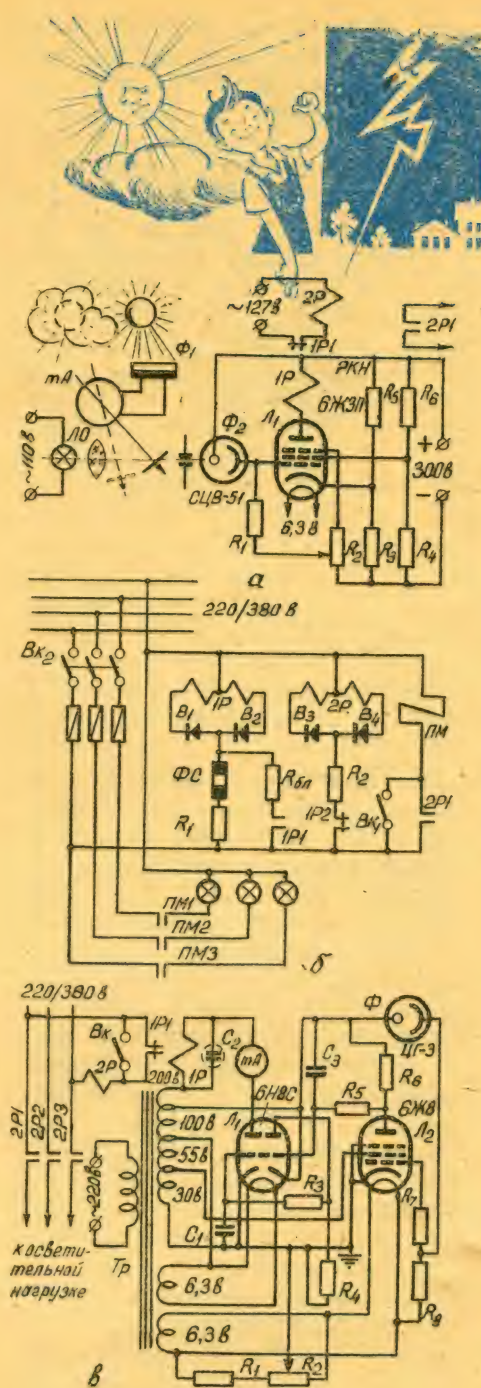 ~127в 2Р 2Р1
1Р1
Ф1 РКН
mA 1Р 6Ж3П R5 R6
ЛО Ф2 Л1 +
~110в 300в
СЦВ-51 6,3в −
R1 R2 R3 R4
а
220/380 в
Вк2
1Р 2Р
В1 В2 В3 В4 ПМ
ФС Rбл R2
R1 1Р1 1Р2 Вк1 2Р1
ПМ1
ПМ2
ПМ3
б
220/380 в Ф
Вк 1Р1 С2 mA С3 ЦГ-3
2Р 200в 1Р 6Н8С R6
2Р1 2Р2 2Р3 100в Л1 R5 6Ж8
55в Л2
~220в 30в R3 R7
С1
к освети-
тельной
нагрузке
Тр 6,3в R4 R8
6,3в
R1 R2
в